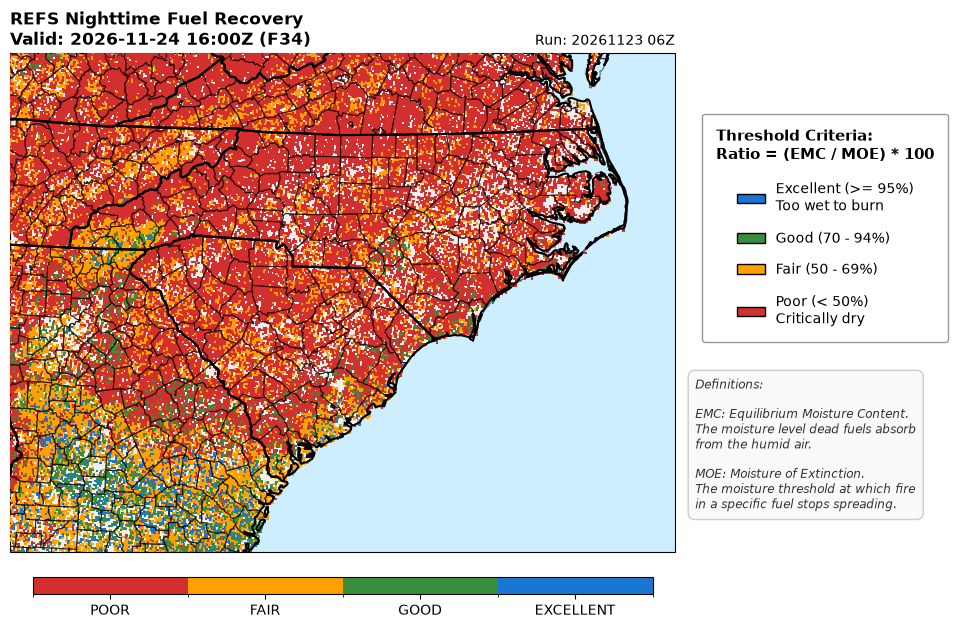 REFS Nighttime Fuel Recovery
Valid: 2026-11-24 16:00Z (F34)
Run: 20261123 06Z
Threshold Criteria:
Ratio = (EMC / MOE) * 100
Excellent (>= 95%)
Too wet to burn
Good (70 - 94%)
Fair (50 - 69%)
Poor (< 50%)
Critically dry
Definitions:
EMC: Equilibrium Moisture Content.
The moisture level dead fuels absorb
from the humid air.
MOE: Moisture of Extinction.
The moisture threshold at which fire
in a specific fuel stops spreading.
POOR
FAIR
GOOD
EXCELLENT